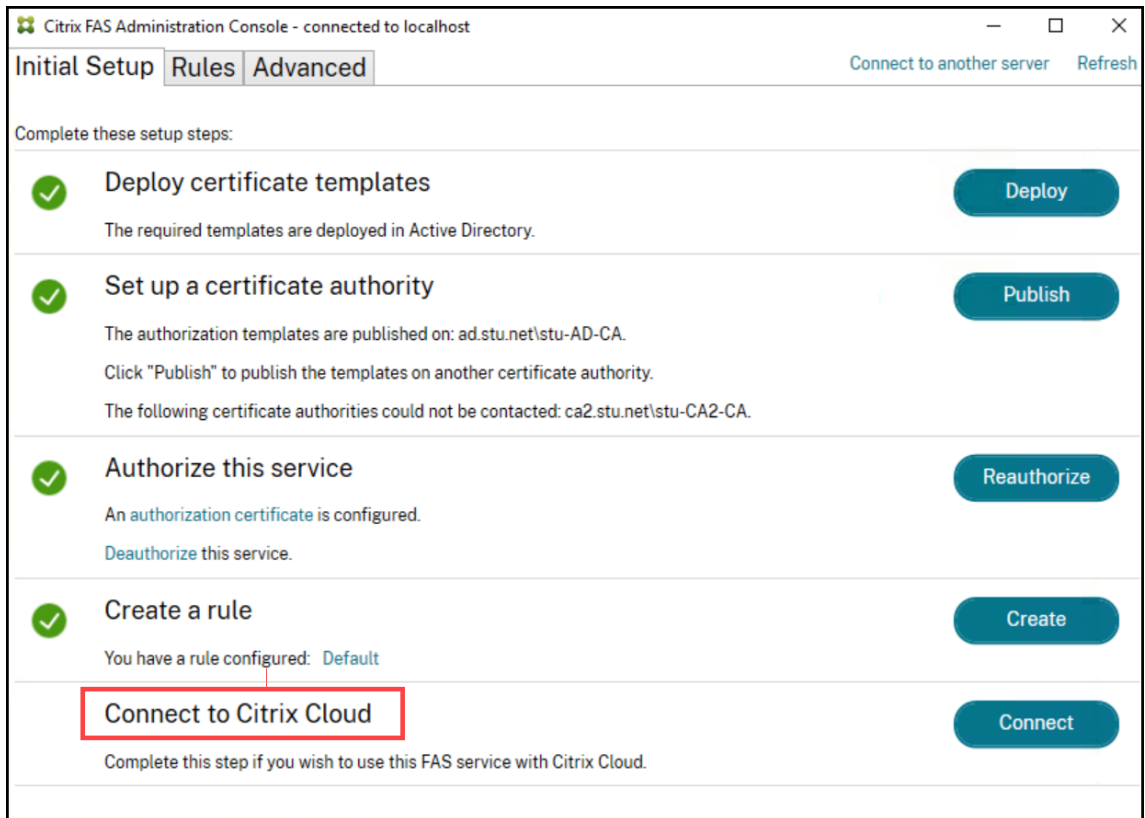 Citrix FAS Administration Console - connected to localhost
Initial Setup Rules Advanced Connect to another server Refresh
Complete these setup steps:
Deploy certificate templates
Deploy
The required templates are deployed in Active Directory.
Set up a certificate authority
Publish
The authorization templates are published on: ad.stu.net\stu-AD-CA.
Click "Publish" to publish the templates on another certificate authority.
The following certificate authorities could not be contacted: ca2.stu.net\stu-CA2-CA.
Authorize this service
Reauthorize
An authorization certificate is configured.
Deauthorize this service.
Create a rule
Create
You have a rule configured: Default
Connect to Citrix Cloud
Connect
Complete this step if you wish to use this FAS service with Citrix Cloud.